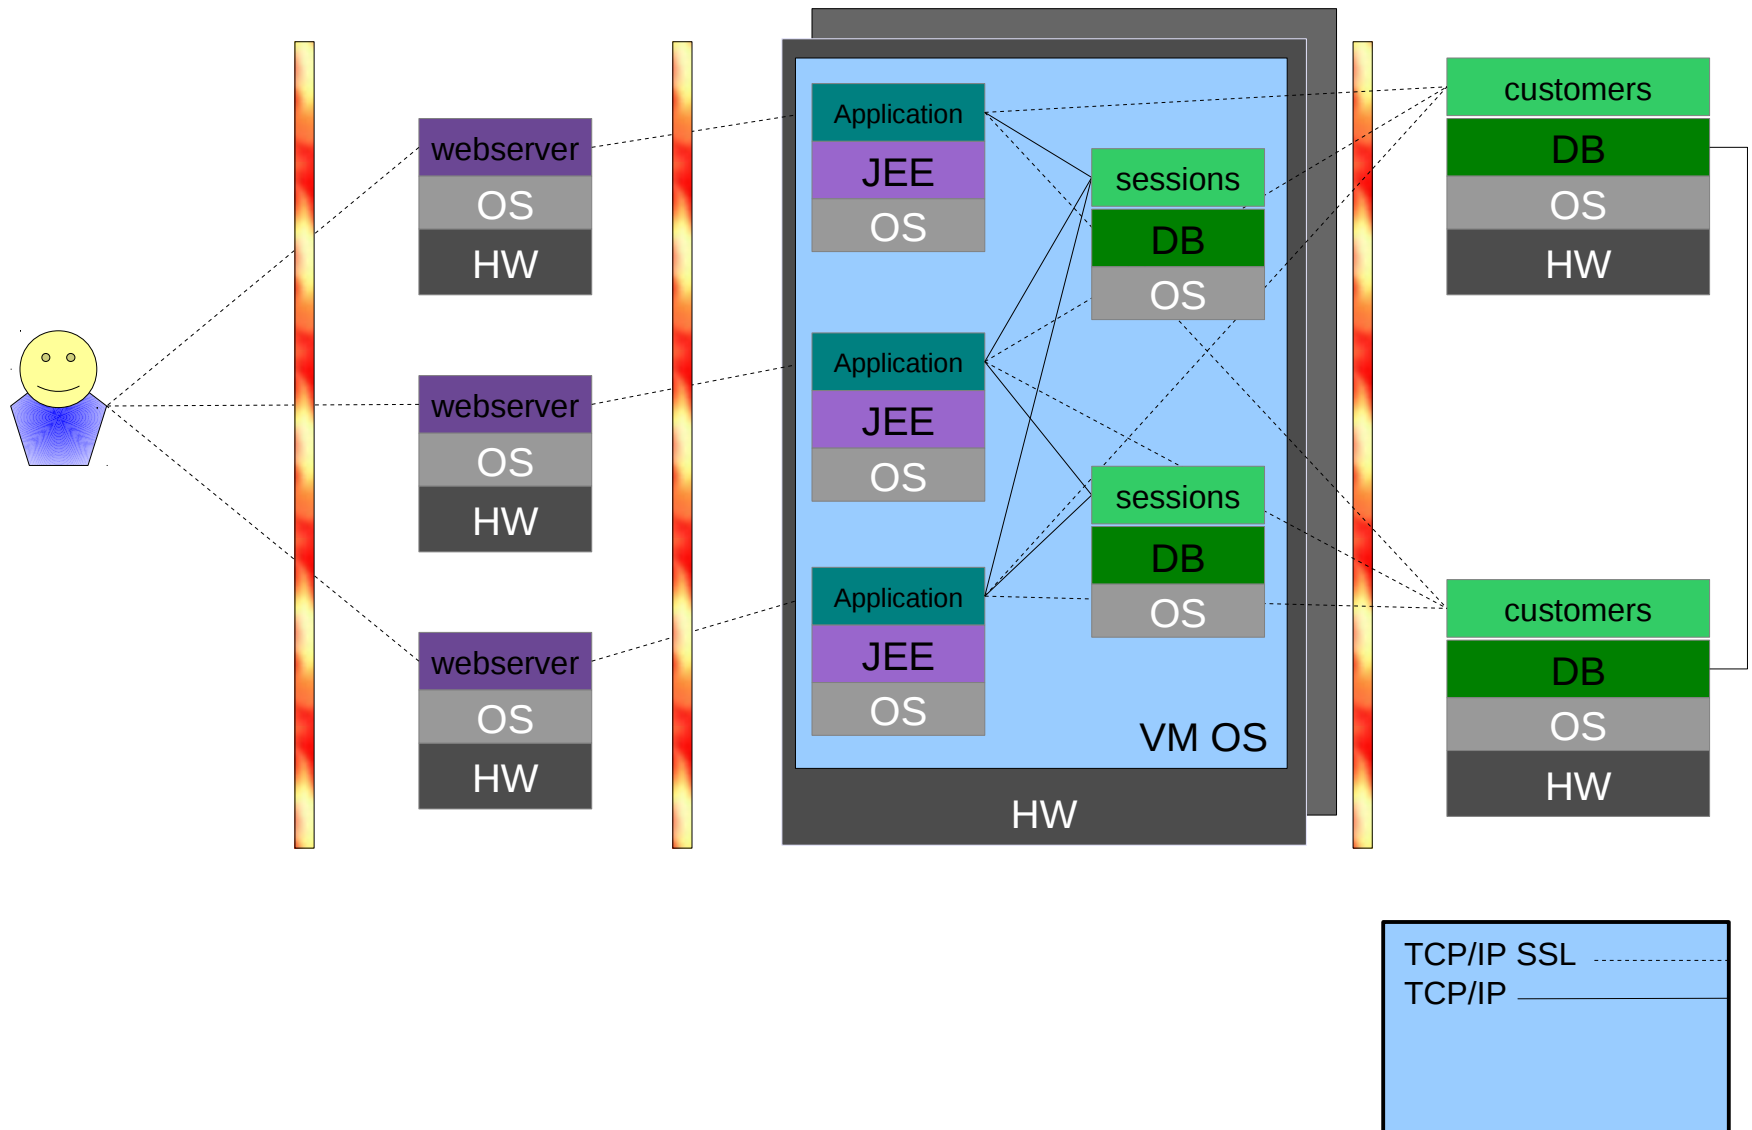 webserver
OS
HW
webserver
OS
HW
webserver
OS
HW
Application
JEE
OS
Application
JEE
OS
Application
JEE
OS
sessions
DB
OS
sessions
DB
OS
VM OS
HW
customers
DB
OS
HW
customers
DB
OS
HW
TCP/IP SSL
TCP/IP